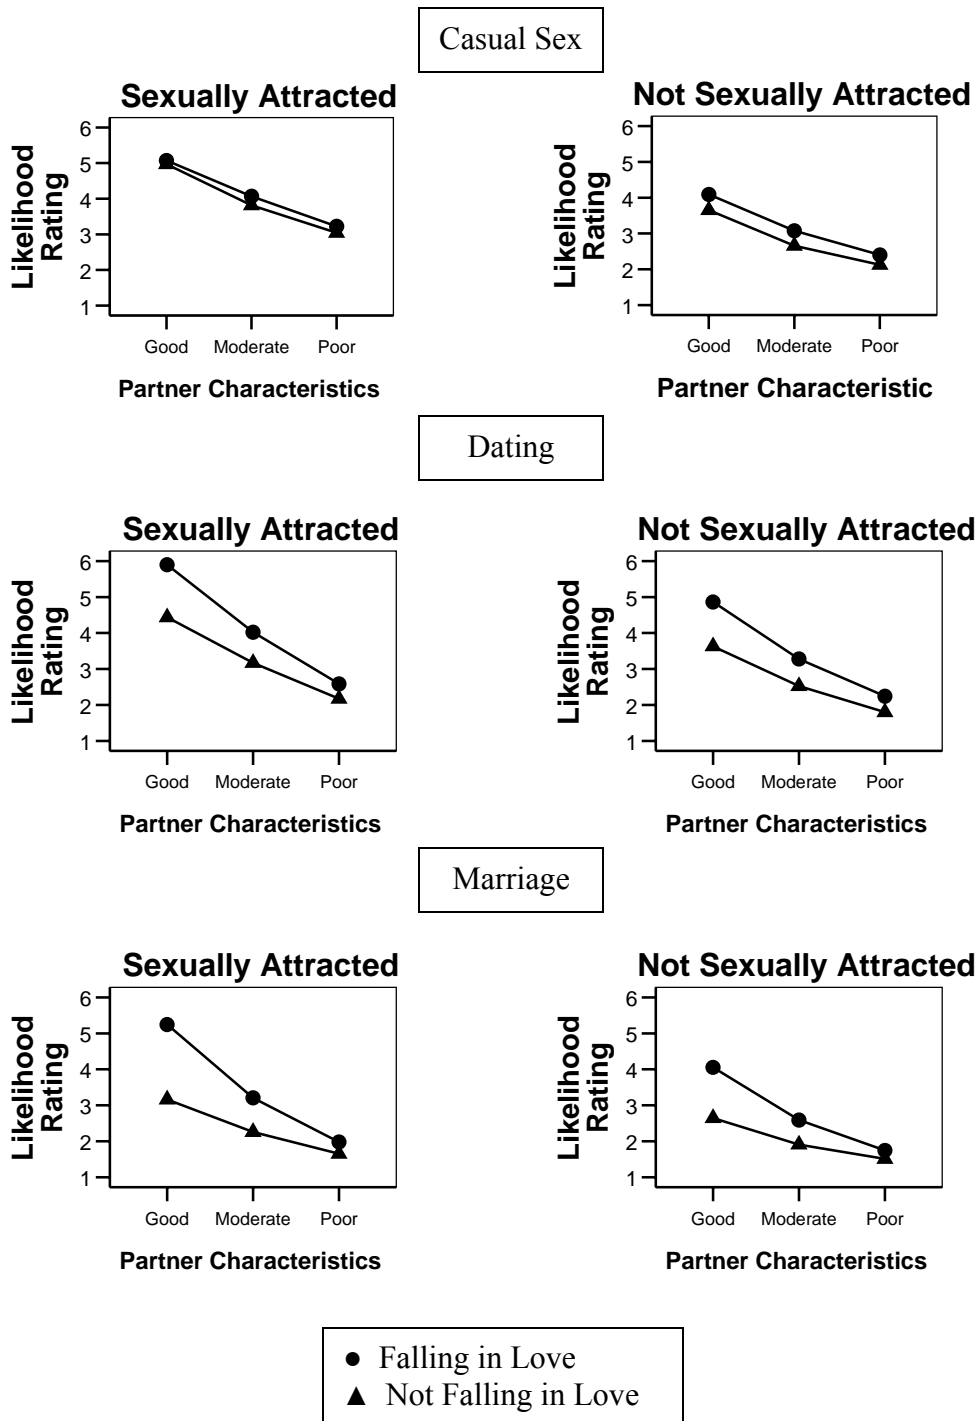 Casual Sex
Sexually Attracted
Likelihood
Rating
6
5
4
3
2
1
Good Moderate Poor
Partner Characteristics
Not Sexually Attracted
Likelihood
Rating
6
5
4
3
2
1
Good Moderate Poor
Partner Characteristic
Dating
Sexually Attracted
Likelihood
Rating
6
5
4
3
2
1
Good Moderate Poor
Partner Characteristics
Not Sexually Attracted
Likelihood
Rating
6
5
4
3
2
1
Good Moderate Poor
Partner Characteristics
Marriage
Sexually Attracted
Likelihood
Rating
6
5
4
3
2
1
Good Moderate Poor
Partner Characteristics
Not Sexually Attracted
Likelihood
Rating
6
5
4
3
2
1
Good Moderate Poor
Partner Characteristics
Falling in Love
Not Falling in Love